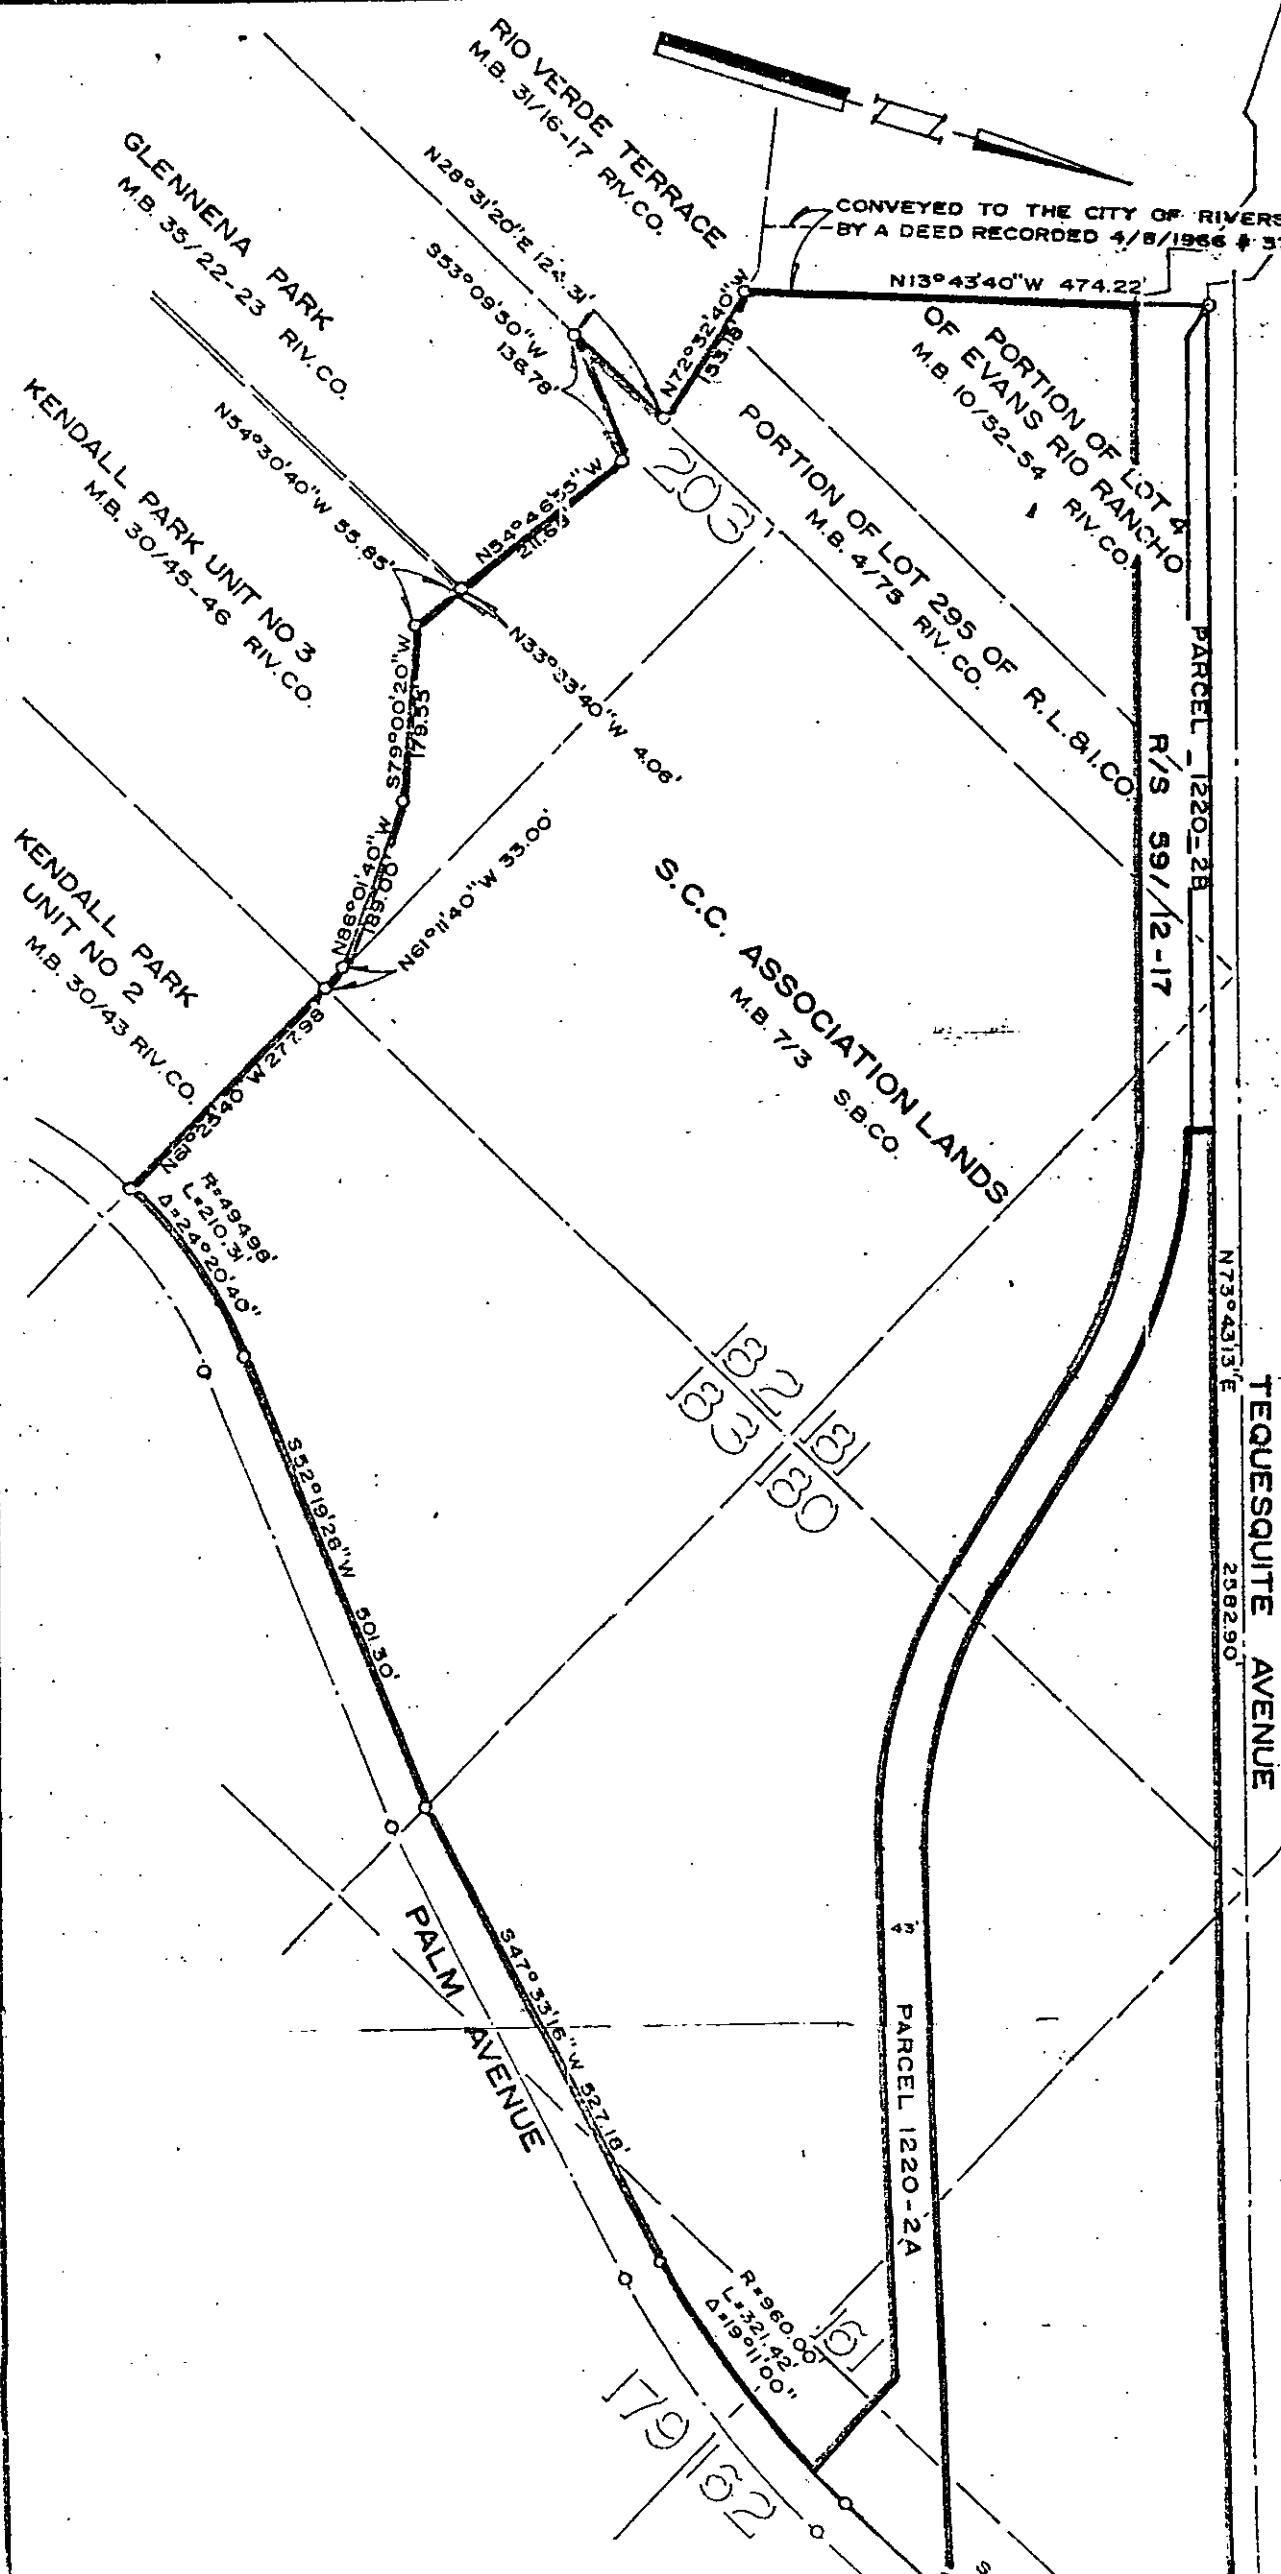 RIO VERDE TERRACE
M.B. 31/16-17 RIV. CO.
GLENNENA PARK
M.B. 35/22-23 RIV. CO.
KENDALL PARK UNIT NO 3
M.B. 30/45-46 RIV. CO.
KENDALL PARK
UNIT NO 2
M.B. 30/43 RIV. CO.
CONVEYED TO THE CITY OF RIVERS
BY A DEED RECORDED 4/8/1966 #
N13°43'40"W 474.22'
N28°31'20"E 124.31'
S53°09'50"W
138.78'
N72°32'40"W
153.18'
PORTION OF LOT 4
OF EVANS RIO RANCHO
M.B. 10/52-54 RIV. CO.
PORTION OF LOT 295 OF R.L.&I.CO.
M.B. 4/75 RIV. CO.
203
N54°46'55"W
211.69'
N54°30'40"W 55.85'
N33°33'40"W 4.06'
S79°00'20"W
179.55'
N86°01'40"W
189.00'
N61°11'40"W 33.00'
N61°23'40"W 277.98
R=494.98'
L=210.31'
Δ=24°20'40"
S.C.C. ASSOCIATION LANDS
M.B. 7/3 S.B.CO.
PARCEL 1220-2B
R/S 59/12-17
N73°43'13"E
2582.90'
TEQUESQUITE AVENUE
182
181
183
180
S52°19'28"W 501.30'
S47°33'16"W 527.18'
PALM AVENUE
PARCEL 1220-2A
R=960.00'
L=321.42'
Δ=19°11'00"
161
179
162